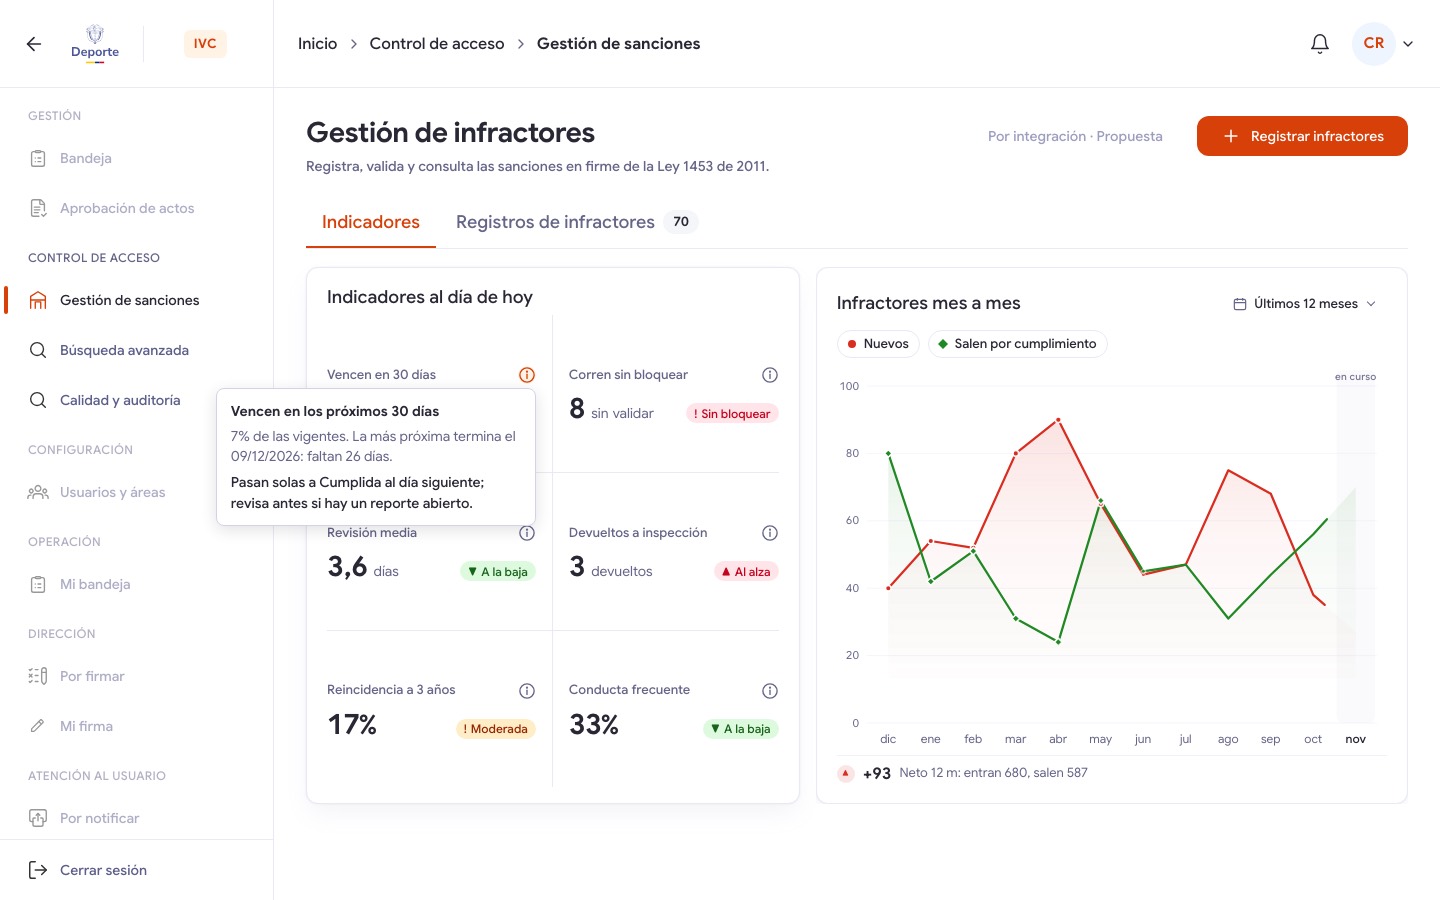 Deporte
IVC
Inicio
Control de acceso
Gestión de sanciones
CR
GESTIÓN
Bandeja
Aprobación de actos
CONTROL DE ACCESO
Gestión de sanciones
Búsqueda avanzada
Calidad y auditoría
CONFIGURACIÓN
Usuarios y áreas
OPERACIÓN
Mi bandeja
DIRECCIÓN
Por firmar
Mi firma
ATENCIÓN AL USUARIO
Por notificar
Cerrar sesión
Gestión de infractores
Registra, valida y consulta las sanciones en firme de la Ley 1453 de 2011.
Por integración · Propuesta
Registrar infractores
Indicadores
Registros de infractores 70
Indicadores al día de hoy
Vencen en 30 días
Vencen en los próximos 30 días
7% de las vigentes. La más próxima termina el
09/12/2026: faltan 26 días.
Pasan solas a Cumplida al día siguiente;
revisa antes si hay un reporte abierto.
Corren sin bloquear
8 sin validar
! Sin bloquear
Revisión media
3,6 días
A la baja
Devueltos a inspección
3 devueltos
Al alza
Reincidencia a 3 años
17%
! Moderada
Conducta frecuente
33%
A la baja
Infractores mes a mes
Últimos 12 meses
Nuevos
Salen por cumplimiento
en curso
100
80
60
40
20
0
dic ene feb mar abr may jun jul ago sep oct nov
+93 Neto 12 m: entran 680, salen 587